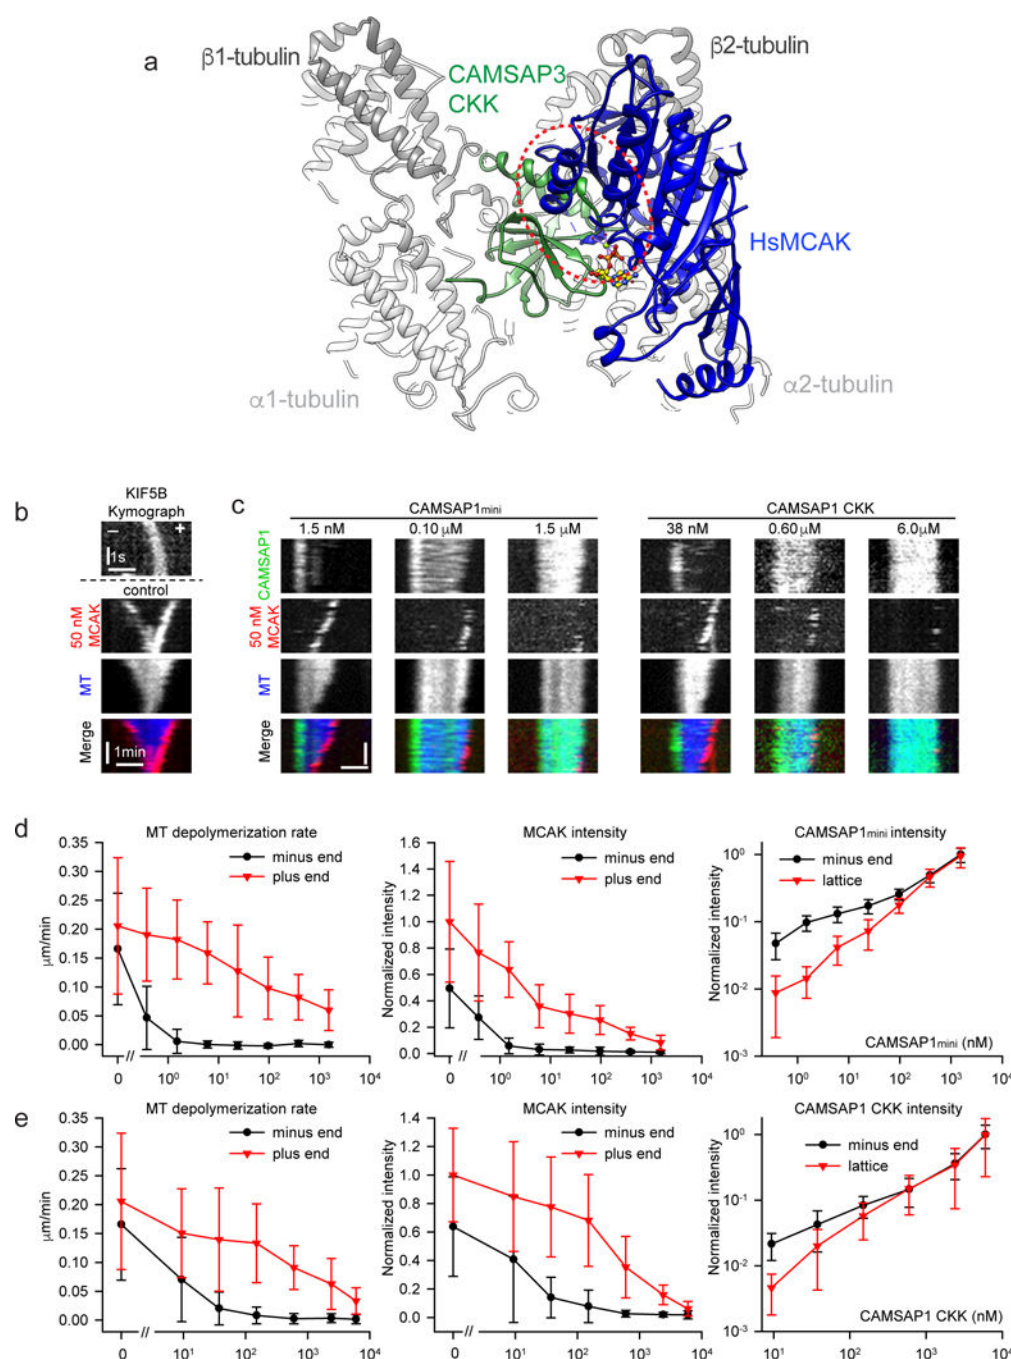 a
β1-tubulin
β2-tubulin
CAMSAP3
CKK
HsMCAK
α1-tubulin
α2-tubulin
b
KIF5B
Kymograph
− +
1s
control
50 nM
MCAK
MT
Merge
1min
c
CAMSAP1mini
CAMSAP1 CKK
1.5 nM 0.10 μM 1.5 μM 38 nM 0.60 μM 6.0μM
CAMSAP1
50 nM
MCAK
MT
Merge
d
MT depolymerization rate
minus end
plus end
μm/min
0.35
0.30
0.25
0.20
0.15
0.10
0.05
0.00
0 // 10⁰ 10¹ 10² 10³ 10⁴
MCAK intensity
minus end
plus end
Normalized intensity
1.6
1.4
1.2
1.0
0.8
0.6
0.4
0.2
0.0
0 // 10⁰ 10¹ 10² 10³ 10⁴
CAMSAP1mini intensity
minus end
lattice
Normalized intensity
10⁰
10⁻¹
10⁻²
10⁻³
CAMSAP1mini (nM)
10⁰ 10¹ 10² 10³ 10⁴
e
MT depolymerization rate
minus end
plus end
μm/min
0.35
0.30
0.25
0.20
0.15
0.10
0.05
0.00
0 // 10¹ 10² 10³ 10⁴
MCAK intensity
minus end
plus end
Normalized intensity
1.4
1.2
1.0
0.8
0.6
0.4
0.2
0.0
0 // 10¹ 10² 10³ 10⁴
CAMSAP1 CKK intensity
minus end
lattice
Normalized intensity
10⁰
10⁻¹
10⁻²
10⁻³
CAMSAP1 CKK (nM)
10¹ 10² 10³ 10⁴